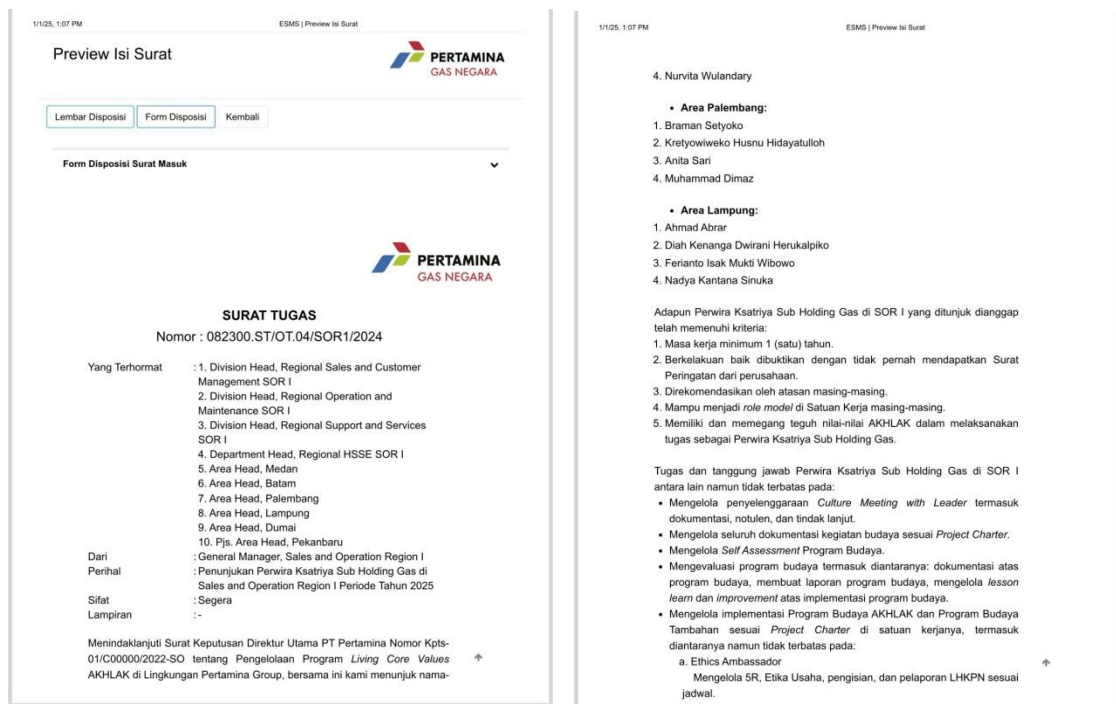 1/1/25, 1:07 PM
ESMS | Preview Isi Surat
Preview Isi Surat
PERTAMINA
GAS NEGARA
Lembar Disposisi
Form Disposisi
Kembali
Form Disposisi Surat Masuk
PERTAMINA
GAS NEGARA
SURAT TUGAS
Nomor : 082300.ST/OT.04/SOR1/2024
Yang Terhormat : 1. Division Head, Regional Sales and Customer
Management SOR I
2. Division Head, Regional Operation and
Maintenance SOR I
3. Division Head, Regional Support and Services
SOR I
4. Department Head, Regional HSSE SOR I
5. Area Head, Medan
6. Area Head, Batam
7. Area Head, Palembang
8. Area Head, Lampung
9. Area Head, Dumai
10. Pjs. Area Head, Pekanbaru
Dari : General Manager, Sales and Operation Region I
Perihal : Penunjukan Perwira Ksatriya Sub Holding Gas di
Sales and Operation Region I Periode Tahun 2025
Sifat : Segera
Lampiran : -
Menindaklanjuti Surat Keputusan Direktur Utama PT Pertamina Nomor Kpts-
01/C00000/2022-SO tentang Pengelolaan Program Living Core Values
AKHLAK di Lingkungan Pertamina Group, bersama ini kami menunjuk nama-
1/1/25, 1:07 PM
ESMS | Preview Isi Surat
4. Nurvita Wulandary
• Area Palembang:
1. Braman Setyoko
2. Kretyowiweko Husnu Hidayatulloh
3. Anita Sari
4. Muhammad Dimaz
• Area Lampung:
1. Ahmad Abrar
2. Diah Kenanga Dwirani Herukalpiko
3. Ferianto Isak Mukti Wibowo
4. Nadya Kantana Sinuka
Adapun Perwira Ksatriya Sub Holding Gas di SOR I yang ditunjuk dianggap
telah memenuhi kriteria:
1. Masa kerja minimum 1 (satu) tahun.
2. Berkelakuan baik dibuktikan dengan tidak pernah mendapatkan Surat
Peringatan dari perusahaan.
3. Direkomendasikan oleh atasan masing-masing.
4. Mampu menjadi role model di Satuan Kerja masing-masing.
5. Memiliki dan memegang teguh nilai-nilai AKHLAK dalam melaksanakan
tugas sebagai Perwira Ksatriya Sub Holding Gas.
Tugas dan tanggung jawab Perwira Ksatriya Sub Holding Gas di SOR I
antara lain namun tidak terbatas pada:
• Mengelola penyelenggaraan Culture Meeting with Leader termasuk
dokumentasi, notulen, dan tindak lanjut.
• Mengelola seluruh dokumentasi kegiatan budaya sesuai Project Charter.
• Mengelola Self Assessment Program Budaya.
• Mengevaluasi program budaya termasuk diantaranya: dokumentasi atas
program budaya, membuat laporan program budaya, mengelola lesson
learn dan improvement atas implementasi program budaya.
• Mengelola implementasi Program Budaya AKHLAK dan Program Budaya
Tambahan sesuai Project Charter di satuan kerjanya, termasuk
diantaranya namun tidak terbatas pada:
a. Ethics Ambassador
Mengelola 5R, Etika Usaha, pengisian, dan pelaporan LHKPN sesuai
jadwal.